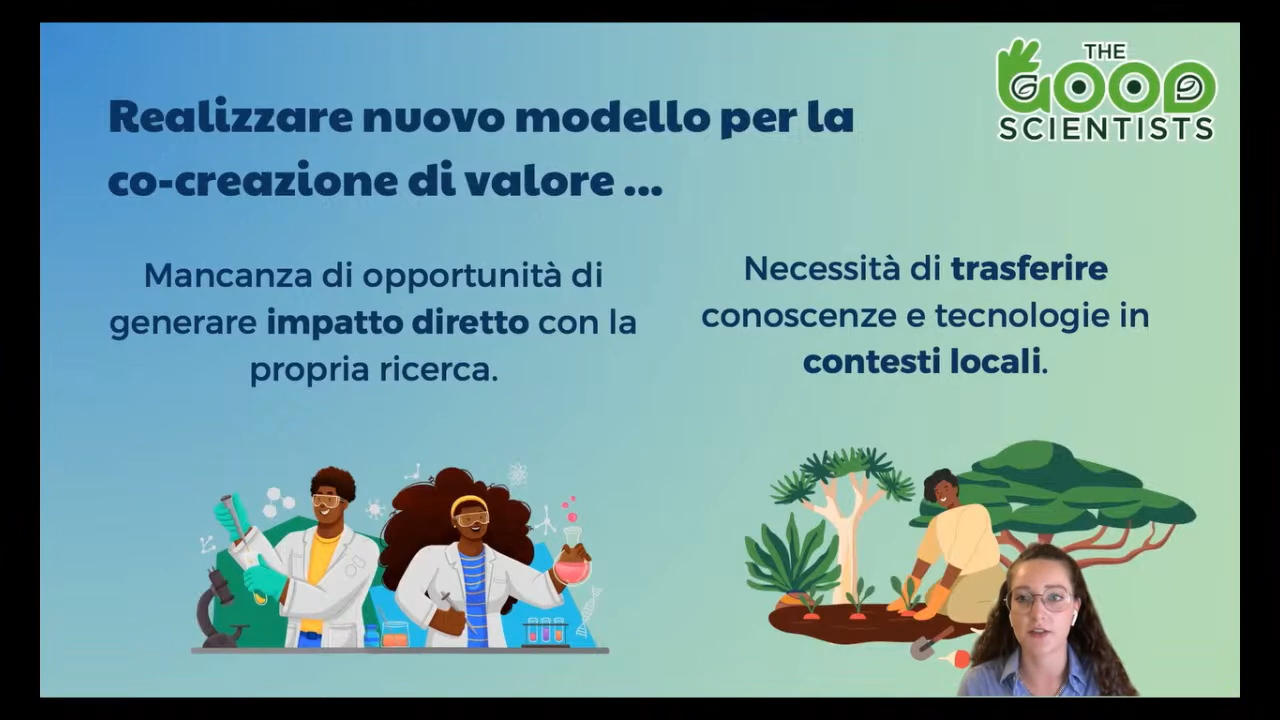 THE
GOOD
SCIENTISTS
Realizzare nuovo modello per la
co-creazione di valore ...
Mancanza di opportunità di
generare impatto diretto con la
propria ricerca.
Necessità di trasferire
conoscenze e tecnologie in
contesti locali.